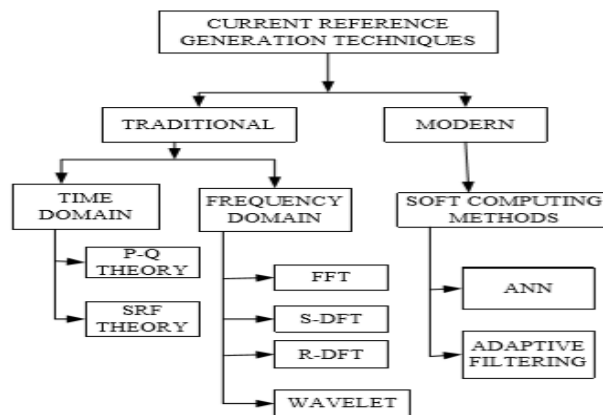 CURRENT REFERENCE
GENERATION TECHNIQUES
TRADITIONAL
MODERN
TIME
DOMAIN
FREQUENCY
DOMAIN
SOFT COMPUTING
METHODS
P-Q
THEORY
SRF
THEORY
FFT
S-DFT
R-DFT
WAVELET
ANN
ADAPTIVE
FILTERING